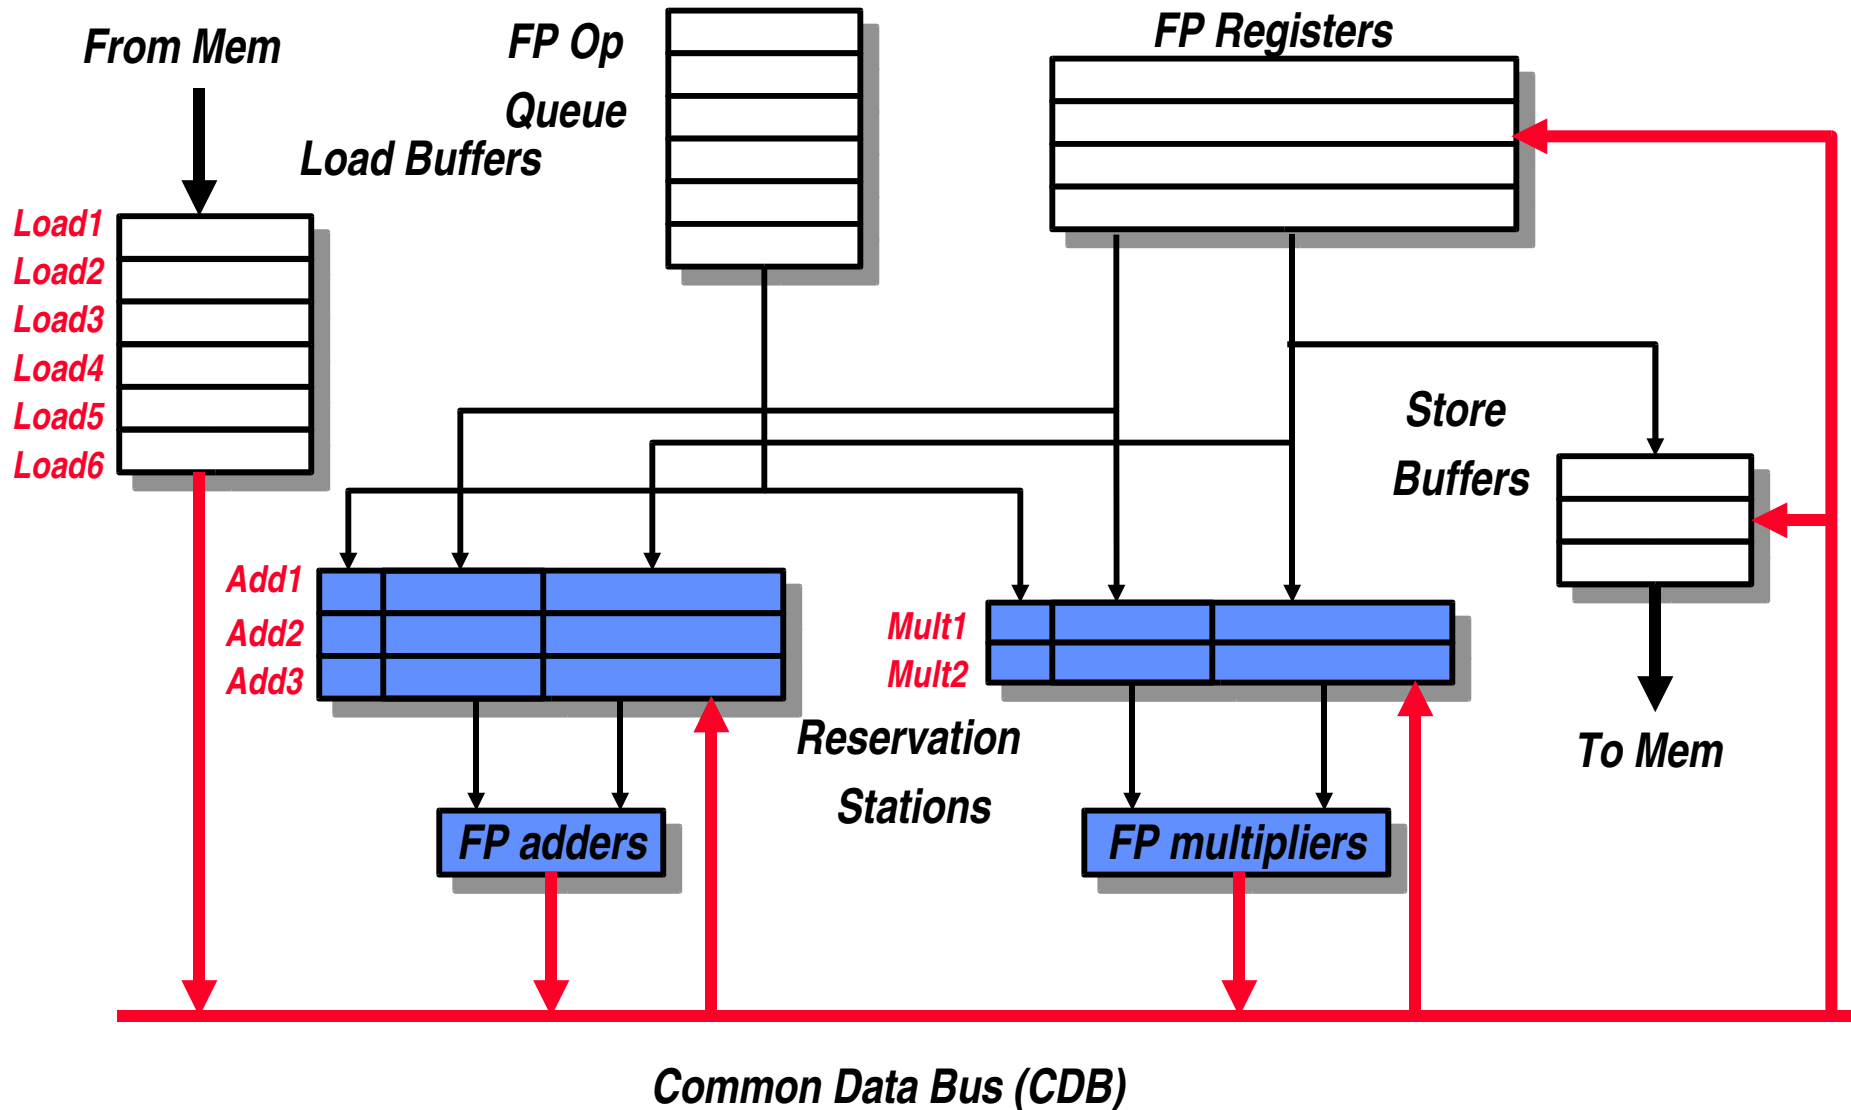 From Mem
FP Op
Queue
FP Registers
Load Buffers
Load1
Load2
Load3
Load4
Load5
Load6
Store
Buffers
Add1
Add2
Add3
Mult1
Mult2
Reservation
Stations
To Mem
FP adders
FP multipliers
Common Data Bus (CDB)